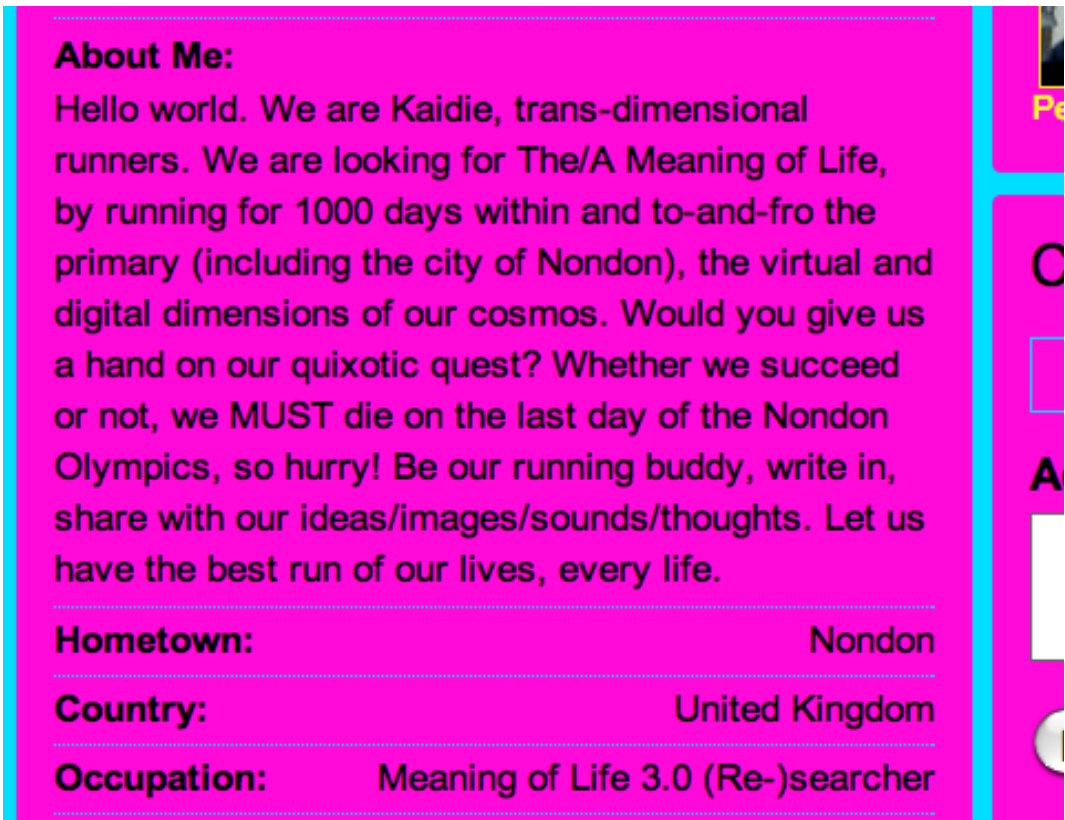 About Me:
Hello world. We are Kaidie, trans-dimensional
runners. We are looking for The/A Meaning of Life,
by running for 1000 days within and to-and-fro the
primary (including the city of Nondon), the virtual and
digital dimensions of our cosmos. Would you give us
a hand on our quixotic quest? Whether we succeed
or not, we MUST die on the last day of the Nondon
Olympics, so hurry! Be our running buddy, write in,
share with our ideas/images/sounds/thoughts. Let us
have the best run of our lives, every life.
Hometown: Nondon
Country: United Kingdom
Occupation: Meaning of Life 3.0 (Re-)searcher